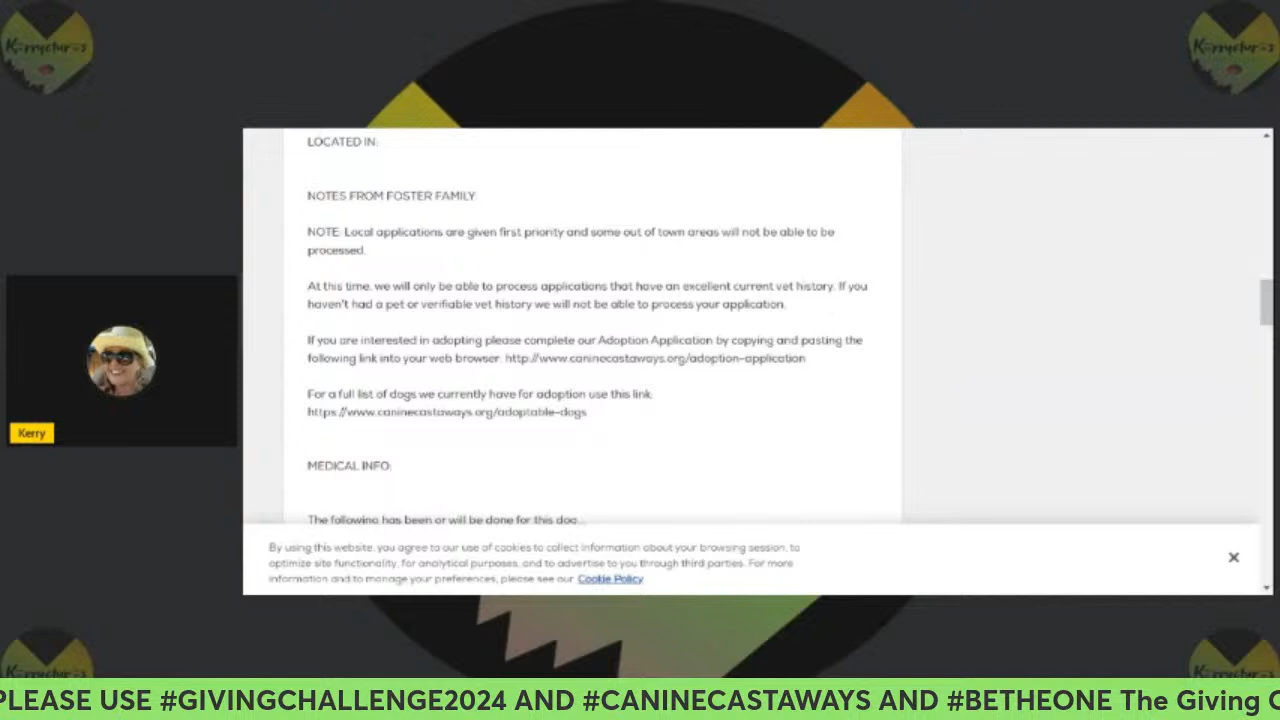 Kerryctures
Kerryctures
LOCATED IN:
NOTES FROM FOSTER FAMILY
NOTE: Local applications are given first priority and some out of town areas will not be able to be
processed.
At this time, we will only be able to process applications that have an excellent current vet history. If you
haven't had a pet or verifiable vet history we will not be able to process your application.
If you are interested in adopting please complete our Adoption Application by copying and pasting the
following link into your web browser: http://www.caninecastaways.org/adoption-application
For a full list of dogs we currently have for adoption use this link:
https://www.caninecastaways.org/adoptable-dogs
Kerry
MEDICAL INFO:
The following has been or will be done for this dog...
By using this website, you agree to our use of cookies to collect information about your browsing session, to
optimize site functionality, for analytical purposes, and to advertise to you through third parties. For more
information and to manage your preferences, please see our Cookie Policy
PLEASE USE #GIVINGCHALLENGE2024 AND #CANINECASTAWAYS AND #BETHEONE The Giving C